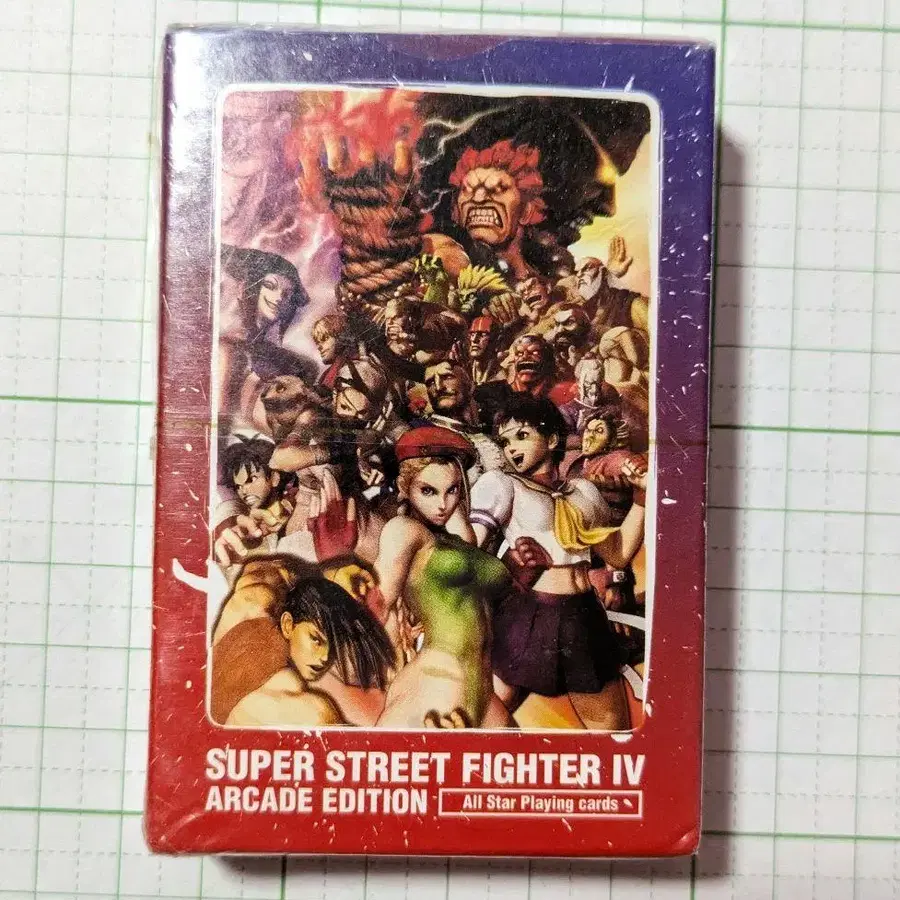 SUPER STREET FIGHTER IV
ARCADE EDITION All Star Playing cards